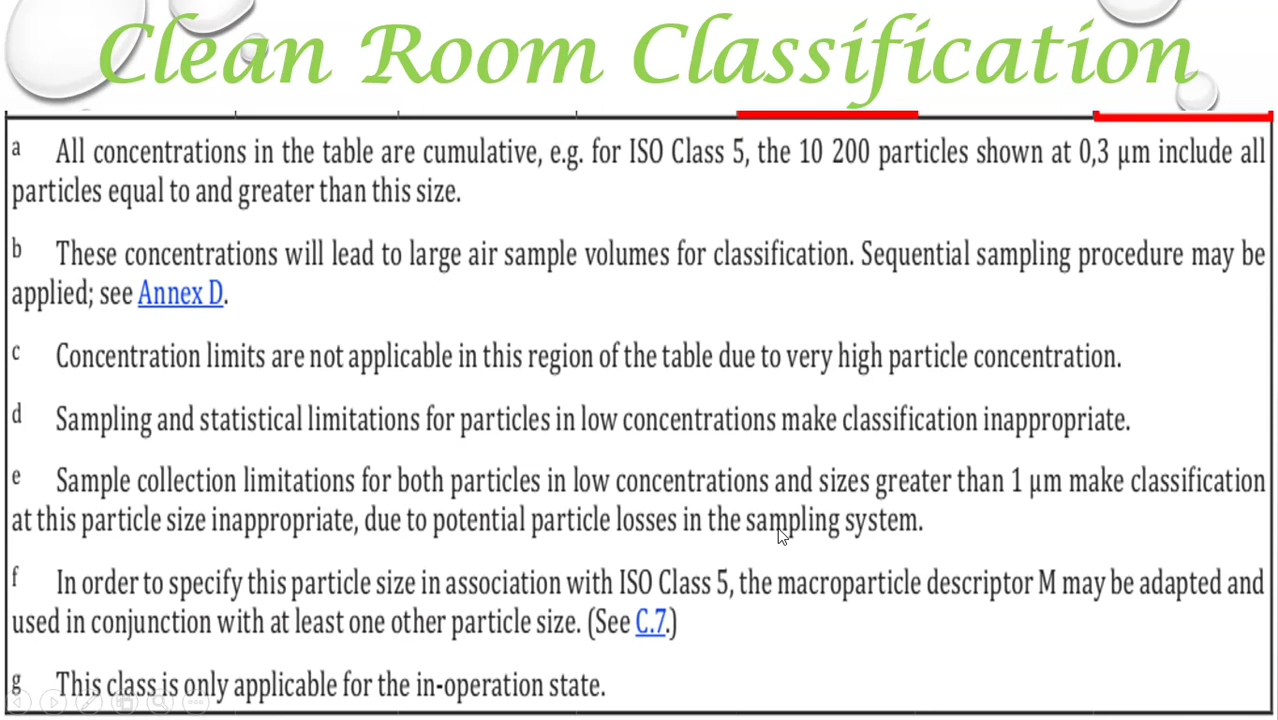 Clean Room Classification
a All concentrations in the table are cumulative, e.g. for ISO Class 5, the 10 200 particles shown at 0,3 μm include all
particles equal to and greater than this size.
b These concentrations will lead to large air sample volumes for classification. Sequential sampling procedure may be
applied; see Annex D.
c Concentration limits are not applicable in this region of the table due to very high particle concentration.
d Sampling and statistical limitations for particles in low concentrations make classification inappropriate.
e Sample collection limitations for both particles in low concentrations and sizes greater than 1 μm make classification
at this particle size inappropriate, due to potential particle losses in the sampling system.
f In order to specify this particle size in association with ISO Class 5, the macroparticle descriptor M may be adapted and
used in conjunction with at least one other particle size. (See C.7.)
g This class is only applicable for the in-operation state.